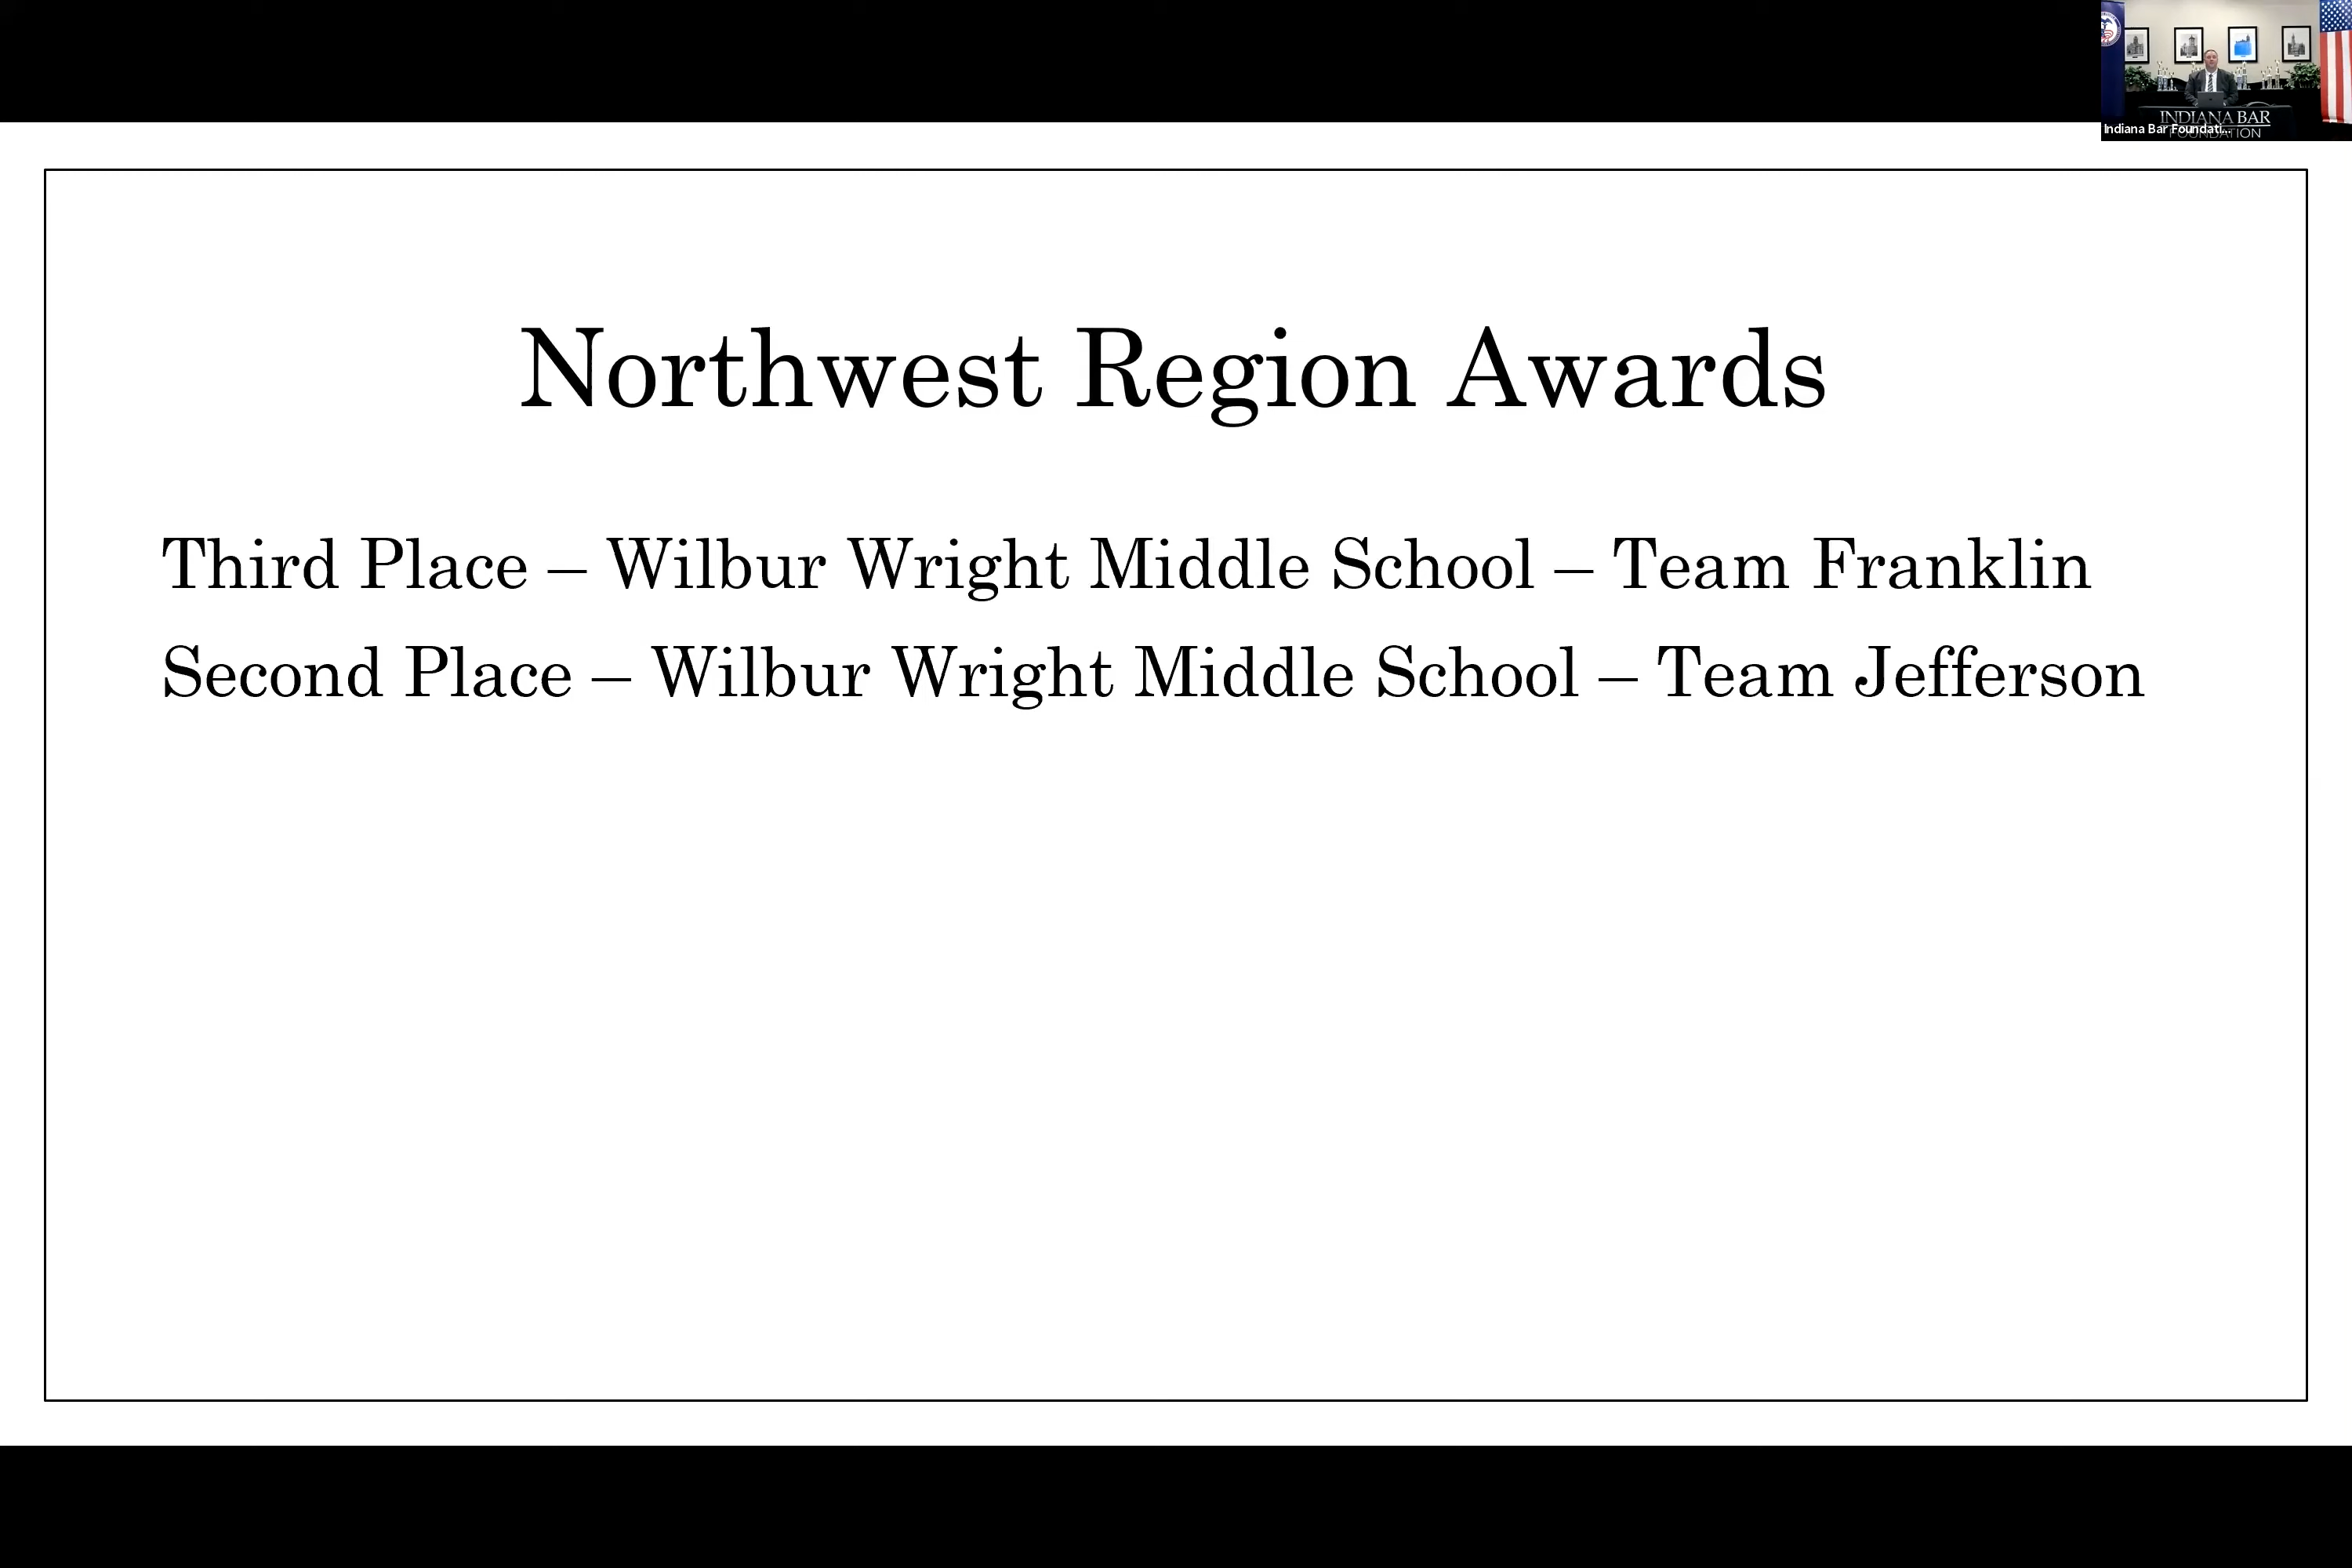 INDIANA BAR
FOUNDATION
Indiana Bar Foundati...
Northwest Region Awards
Third Place – Wilbur Wright Middle School – Team Franklin
Second Place – Wilbur Wright Middle School – Team Jefferson